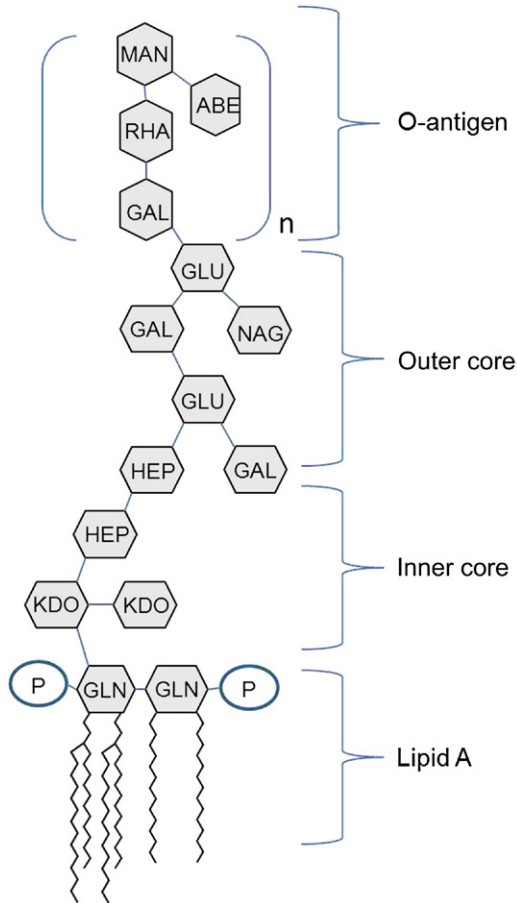 MAN
ABE
RHA
O-antigen
GAL
n
GLU
GAL
NAG
Outer core
GLU
HEP
GAL
HEP
Inner core
KDO
KDO
P
GLN
GLN
P
Lipid A